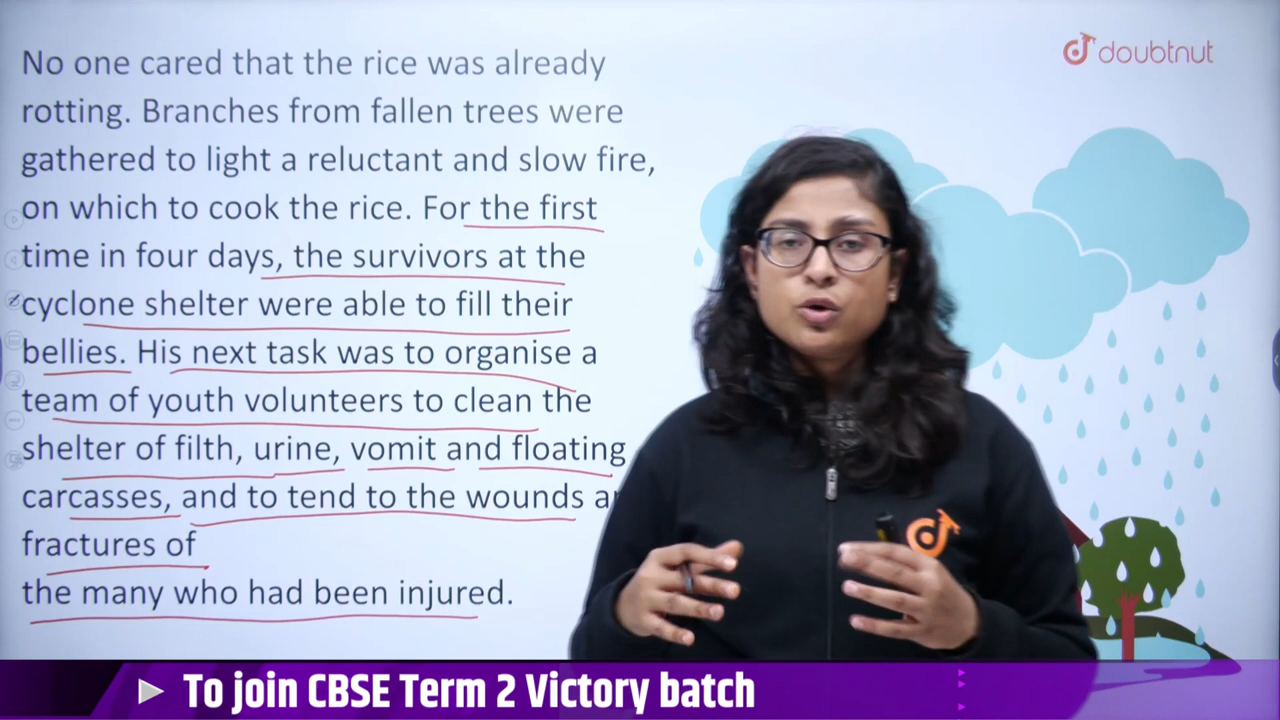 No one cared that the rice was already
rotting. Branches from fallen trees were
gathered to light a reluctant and slow fire,
on which to cook the rice. For the first
time in four days, the survivors at the
cyclone shelter were able to fill their
bellies. His next task was to organise a
team of youth volunteers to clean the
shelter of filth, urine, vomit and floating
carcasses, and to tend to the wounds
fractures of
the many who had been injured.
doubtnut
To join CBSE Term 2 Victory batch